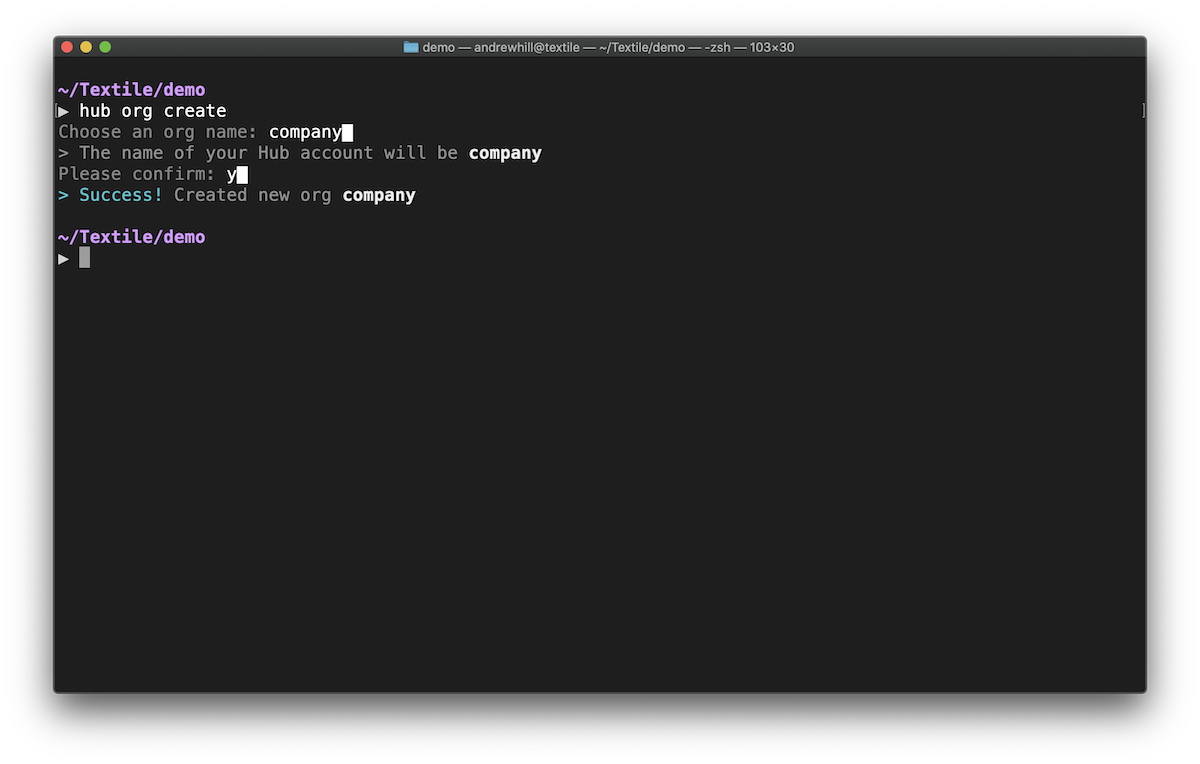 demo — andrewhill@textile — ~/Textile/demo — -zsh — 103×30
~/Textile/demo
▶ hub org create
Choose an org name: company
> The name of your Hub account will be company
Please confirm: y
> Success! Created new org company
~/Textile/demo
▶